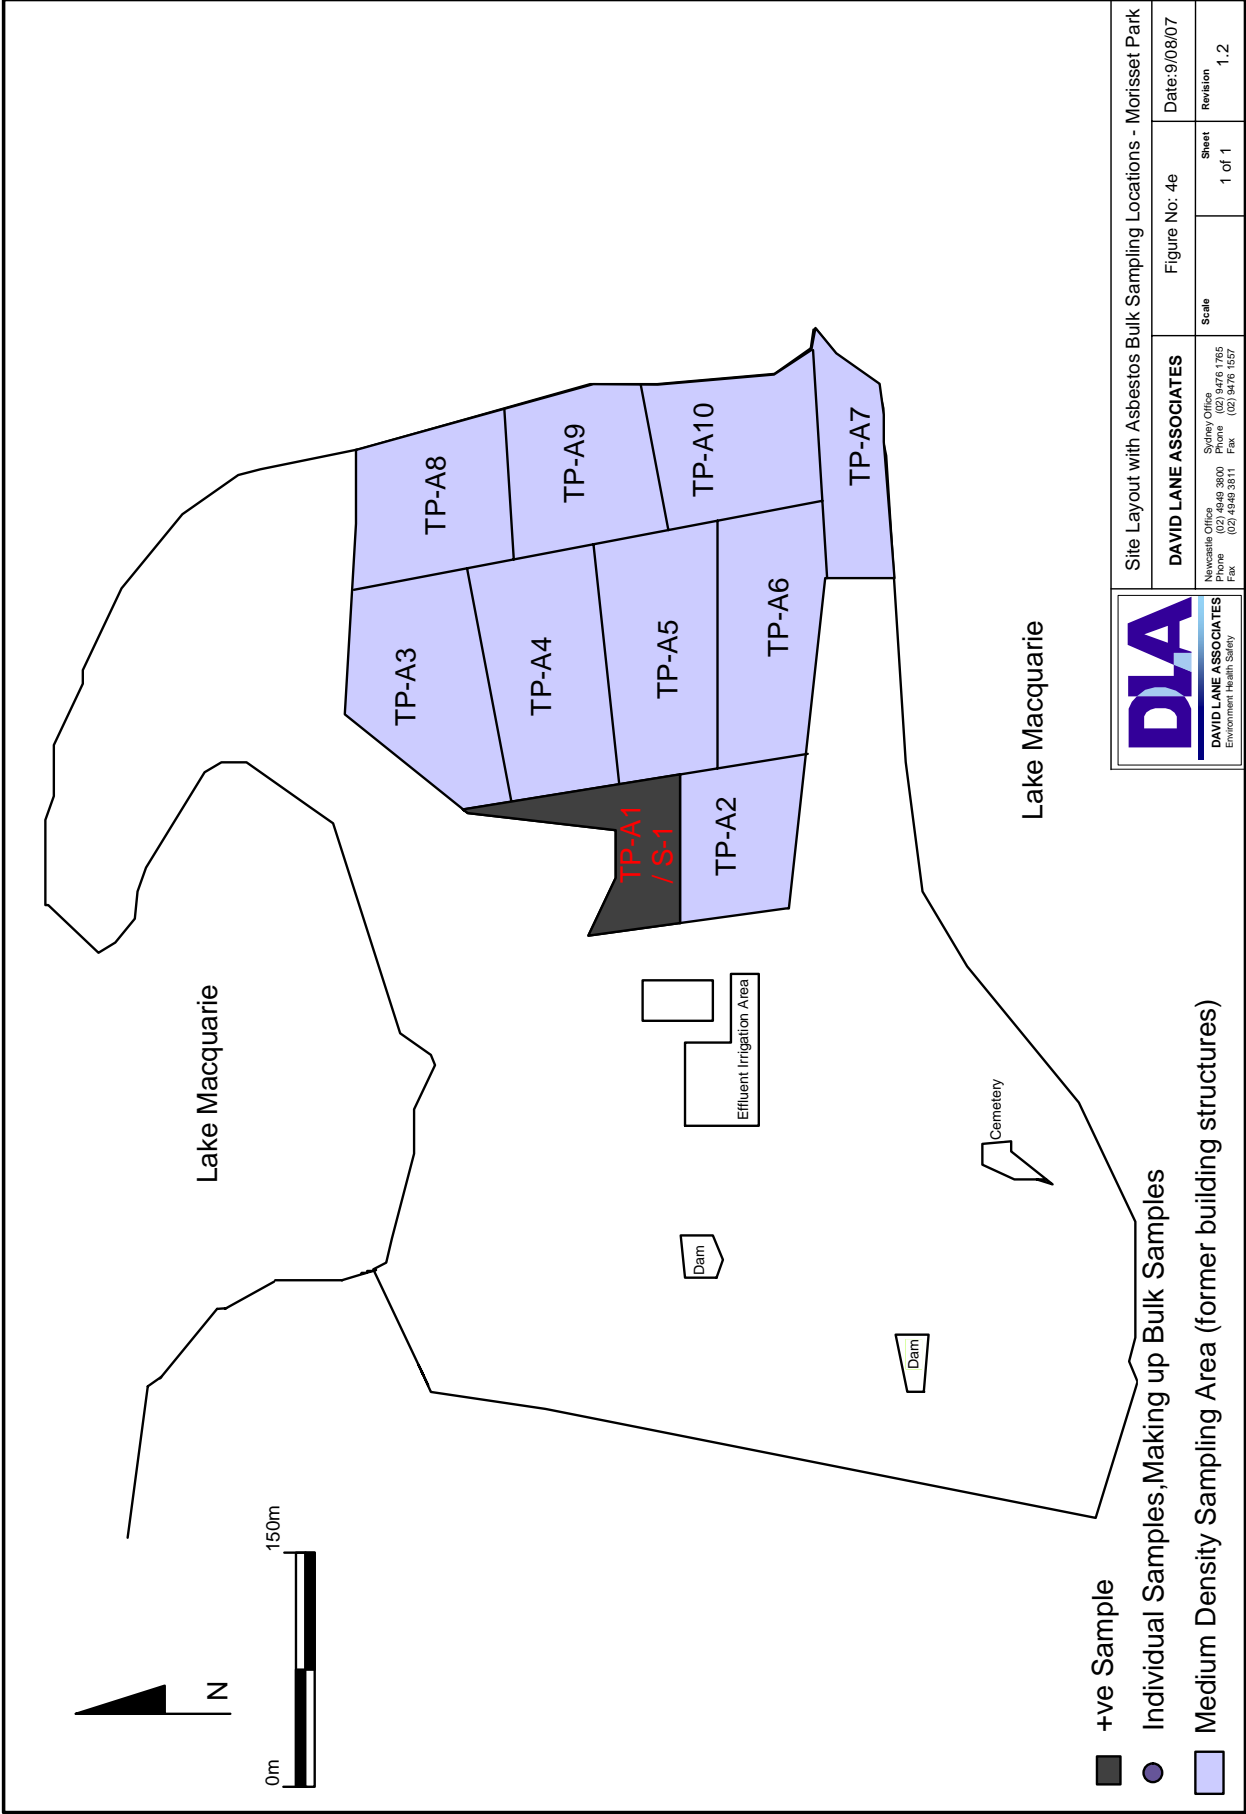 Lake Macquarie
TP-A8
TP-A3
TP-A9
TP-A4
TP-A10
TP-A5
TP-A1
/ S-1
TP-A7
TP-A6
TP-A2
Effluent Irrigation Area
Dam
Dam
Cemetery
Lake Macquarie
N
0m
150m
+ve Sample
Individual Samples,Making up Bulk Samples
Medium Density Sampling Area (former building structures)
DLA
DAVID LANE ASSOCIATES
Environment Health Safety
Site Layout with Asbestos Bulk Sampling Locations - Morisset Park
DAVID LANE ASSOCIATES
Figure No: 4e
Date:9/08/07
Newcastle Office
Phone (02) 4949 3800
Fax (02) 4949 3811
Sydney Office
Phone (02) 9476 1765
Fax (02) 9476 1557
Scale
Sheet
1 of 1
Revision
1.2